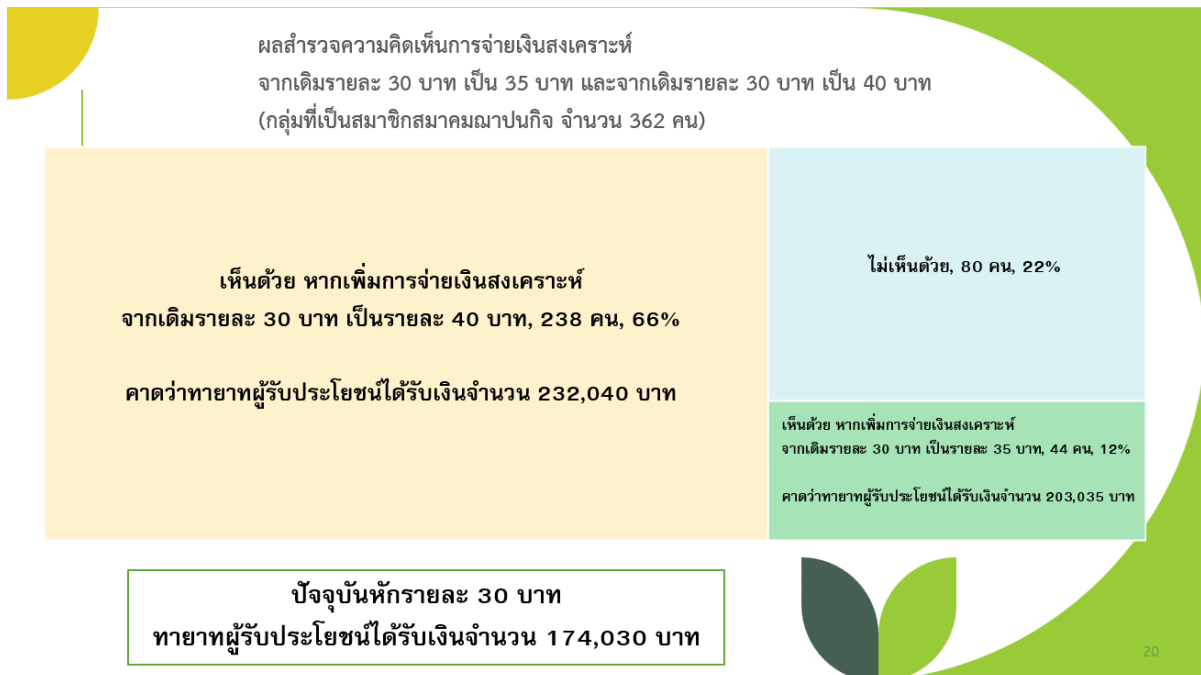 ผลสำรวจความคิดเห็นการจ่ายเงินสงเคราะห์
จากเดิมรายละ 30 บาท เป็น 35 บาท และจากเดิมรายละ 30 บาท เป็น 40 บาท
(กลุ่มที่เป็นสมาชิกสมาคมฌาปนกิจ จำนวน 362 คน)
เห็นด้วย หากเพิ่มการจ่ายเงินสงเคราะห์
จากเดิมรายละ 30 บาท เป็นรายละ 40 บาท, 238 คน, 66%
คาดว่าทายาทผู้รับประโยชน์ได้รับเงินจำนวน 232,040 บาท
ไม่เห็นด้วย, 80 คน, 22%
เห็นด้วย หากเพิ่มการจ่ายเงินสงเคราะห์
จากเดิมรายละ 30 บาท เป็นรายละ 35 บาท, 44 คน, 12%
คาดว่าทายาทผู้รับประโยชน์ได้รับเงินจำนวน 203,035 บาท
ปัจจุบันหักรายละ 30 บาท
ทายาทผู้รับประโยชน์ได้รับเงินจำนวน 174,030 บาท
20